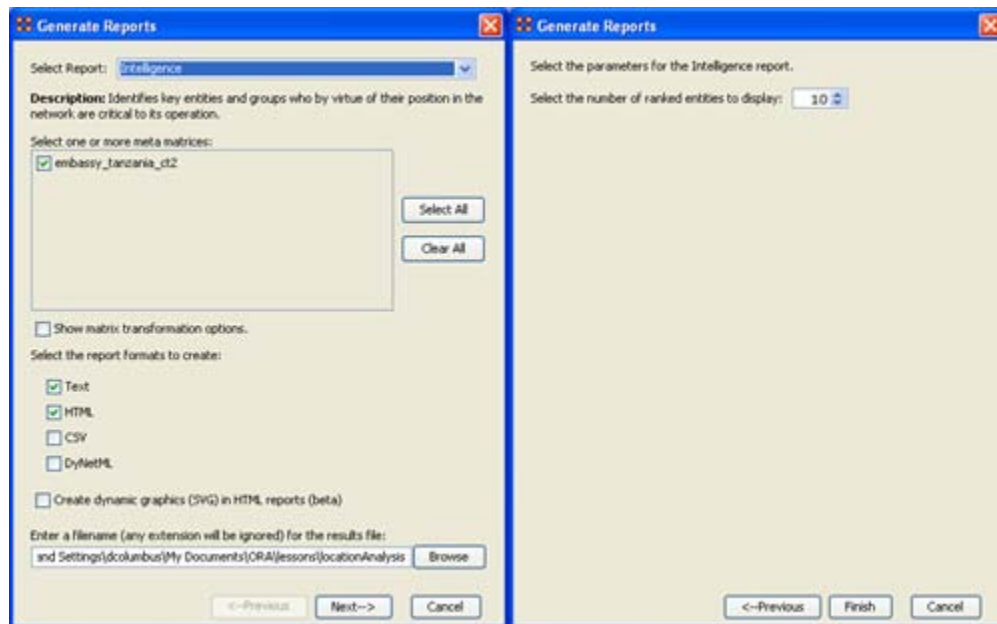 Generate Reports
Select Report: Intelligence
Description: Identifies key entities and groups who by virtue of their position in the
network are critical to its operation.
Select one or more meta matrices:
embassy_tanzania_ct2
Select All
Clear All
Show matrix transformation options.
Select the report formats to create:
Text
HTML
CSV
DyNetML
Create dynamic graphics (SVG) in HTML reports (beta)
Enter a filename (any extension will be ignored) for the results file:
and Settings\dcolumbus\My Documents\ORA\lessons\locationAnalysis Browse
<--Previous Next--> Cancel
Generate Reports
Select the parameters for the Intelligence report.
Select the number of ranked entities to display: 10
<--Previous Finish Cancel